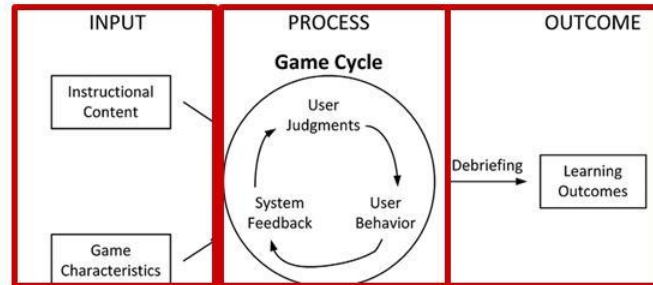 INPUT
PROCESS
OUTCOME
Game Cycle
Instructional
Content
User
Judgments
Debriefing
Learning
Outcomes
System
Feedback
User
Behavior
Game
Characteristics